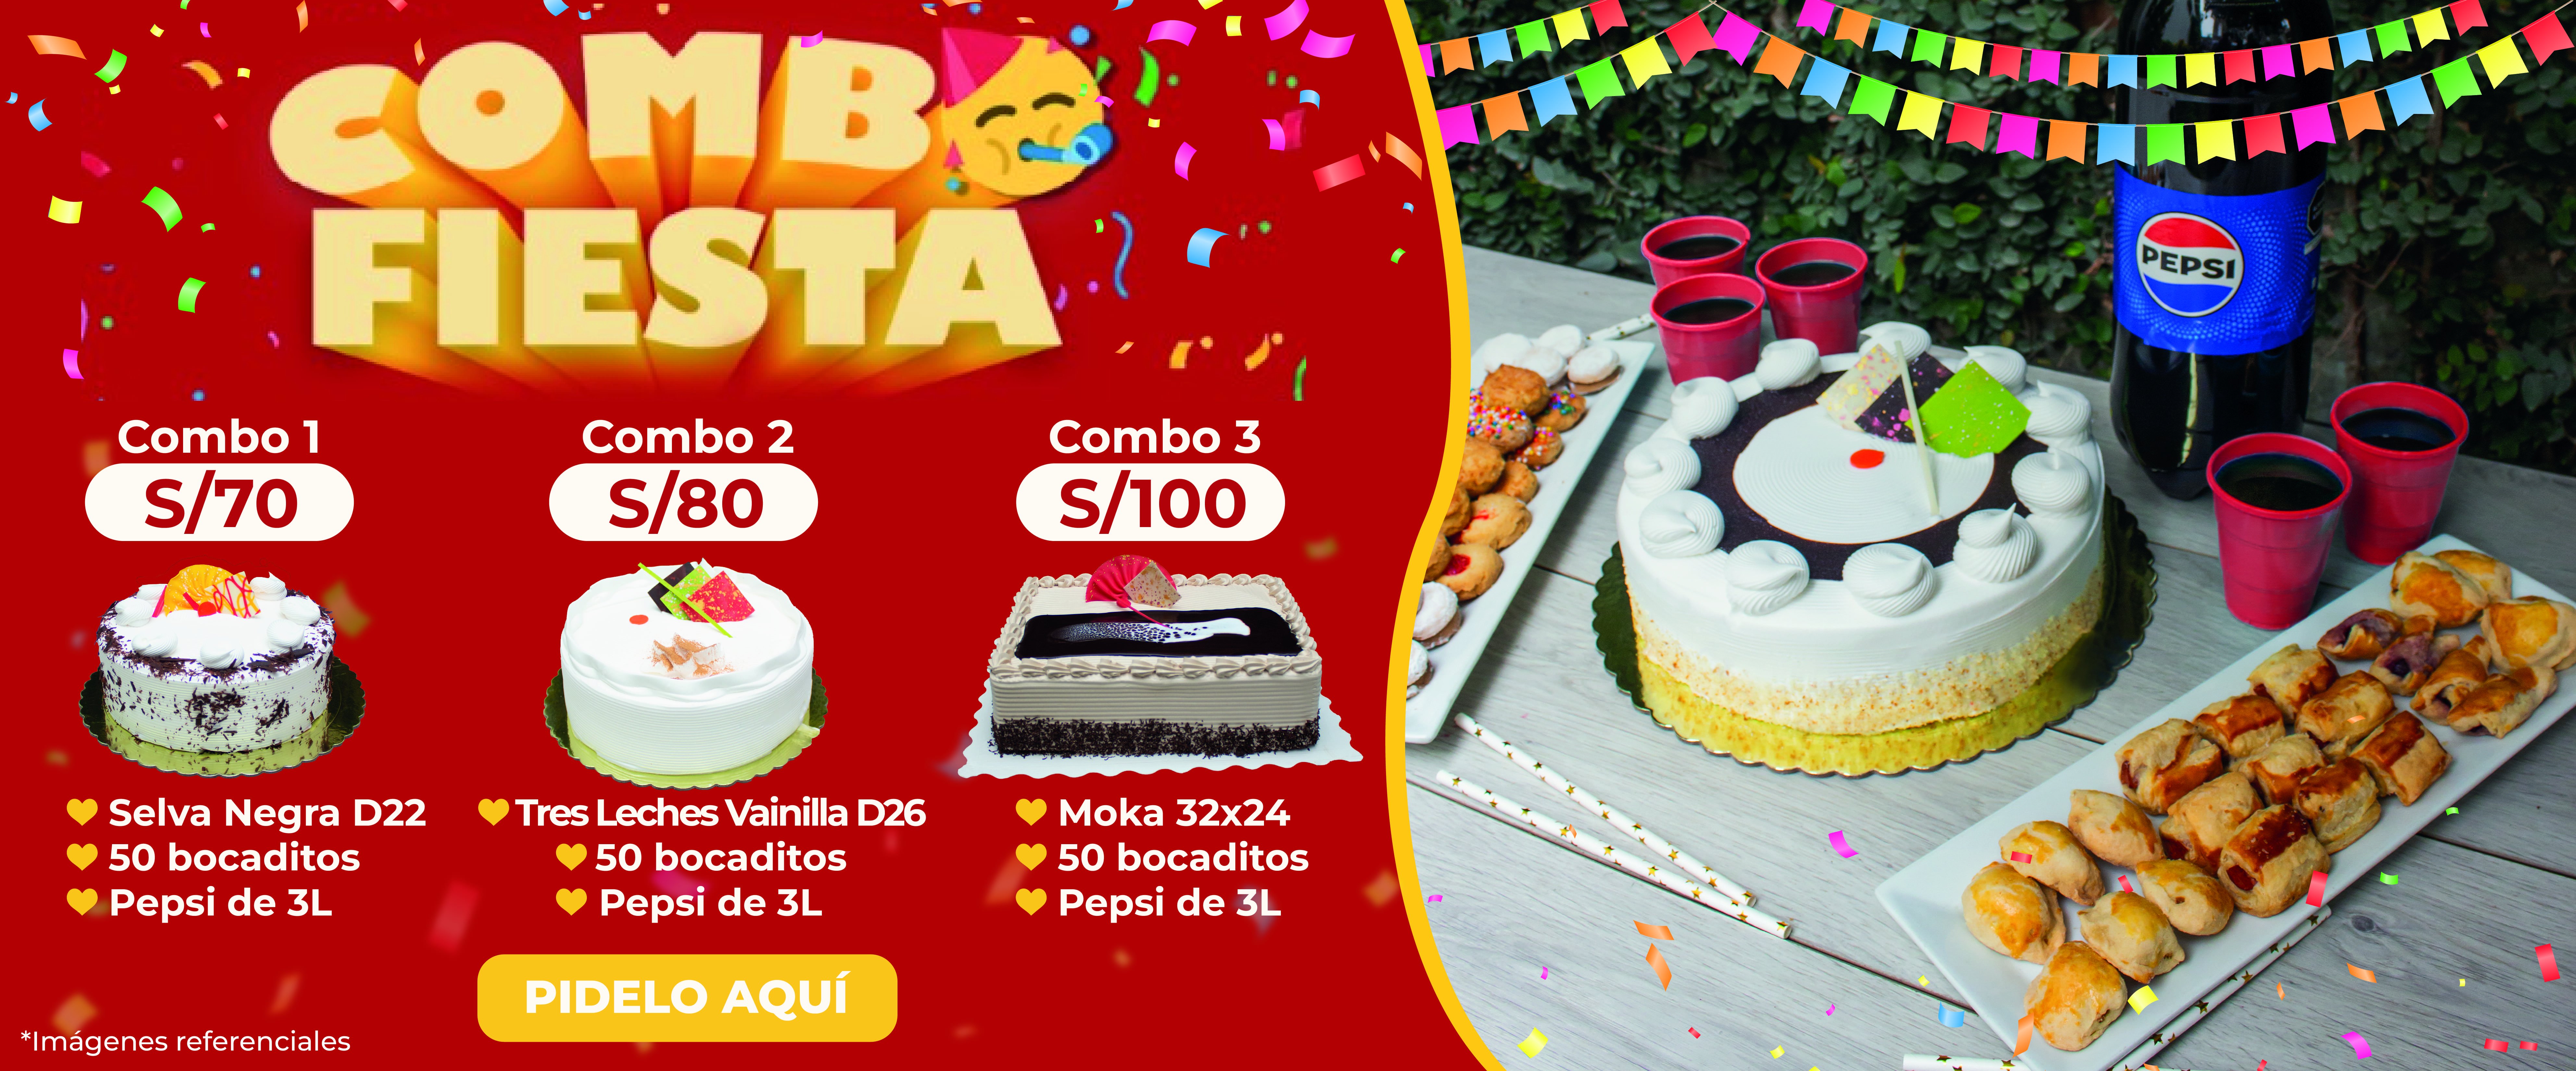 COMBO
FIESTA
Combo 1
S/70
Selva Negra D22
50 bocaditos
Pepsi de 3L
Combo 2
S/80
Tres Leches Vainilla D26
50 bocaditos
Pepsi de 3L
Combo 3
S/100
Moka 32x24
50 bocaditos
Pepsi de 3L
PIDELO AQUÍ
*Imágenes referenciales
PEPSI